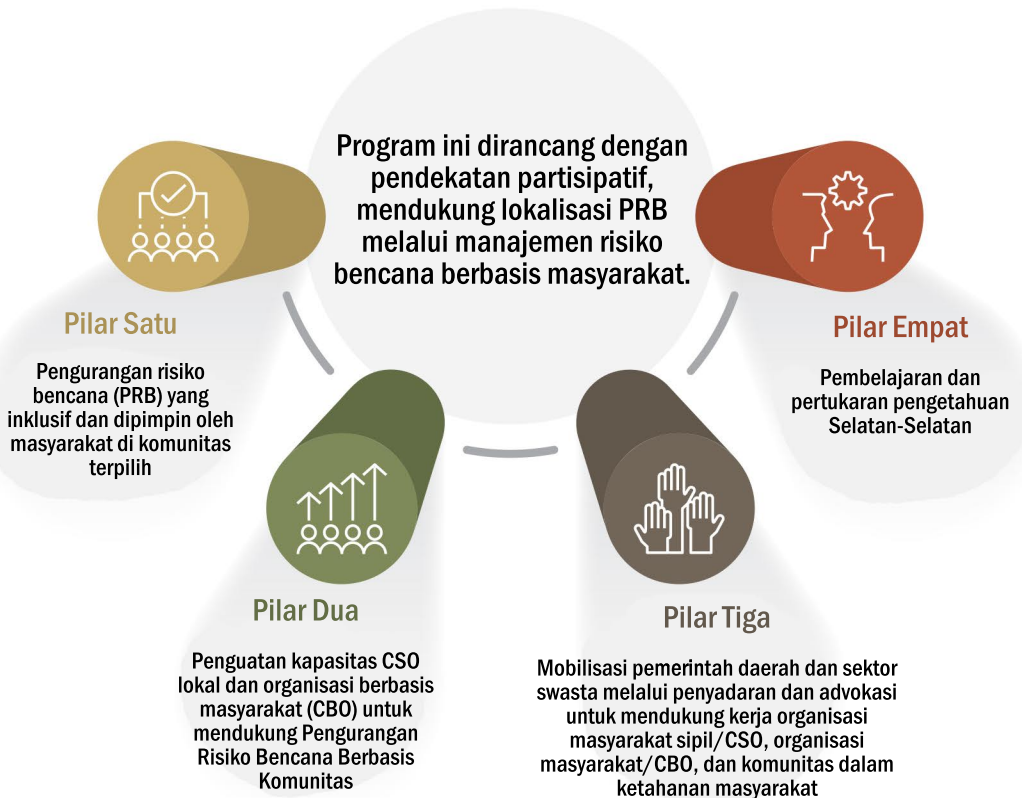 Program ini dirancang dengan
pendekatan partisipatif,
mendukung lokalisasi PRB
melalui manajemen risiko
bencana berbasis masyarakat.
Pilar Satu
Pengurangan risiko
bencana (PRB) yang
inklusif dan dipimpin oleh
masyarakat di komunitas
terpilih
Pilar Dua
Penguatan kapasitas CSO
lokal dan organisasi berbasis
masyarakat (CBO) untuk
mendukung Pengurangan
Risiko Bencana Berbasis
Komunitas
Pilar Tiga
Mobilisasi pemerintah daerah dan sektor
swasta melalui penyadaran dan advokasi
untuk mendukung kerja organisasi
masyarakat sipil/CSO, organisasi
masyarakat/CBO, dan komunitas dalam
ketahanan masyarakat
Pilar Empat
Pembelajaran dan
pertukaran pengetahuan
Selatan-Selatan